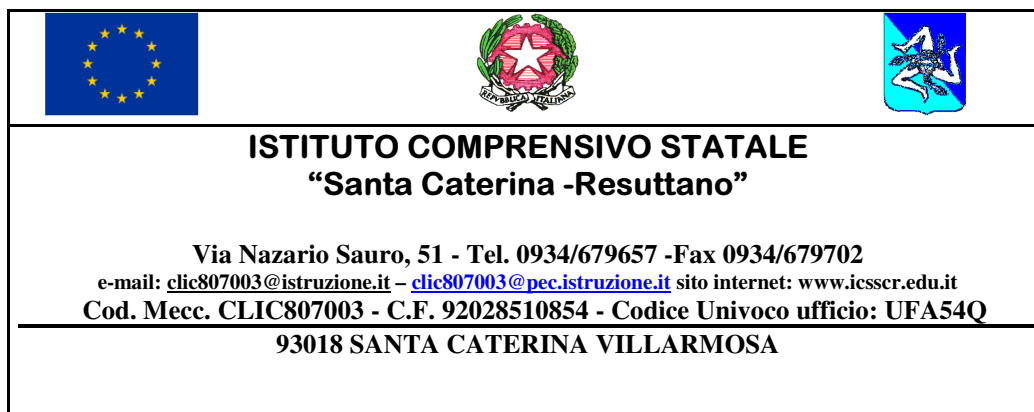 REPVBBLICA ITALIANA
ISTITUTO COMPRENSIVO STATALE
“Santa Caterina -Resuttano”
Via Nazario Sauro, 51 - Tel. 0934/679657 -Fax 0934/679702
e-mail: clic807003@istruzione.it – clic807003@pec.istruzione.it sito internet: www.icsscr.edu.it
Cod. Mecc. CLIC807003 - C.F. 92028510854 - Codice Univoco ufficio: UFA54Q
93018 SANTA CATERINA VILLARMOSA